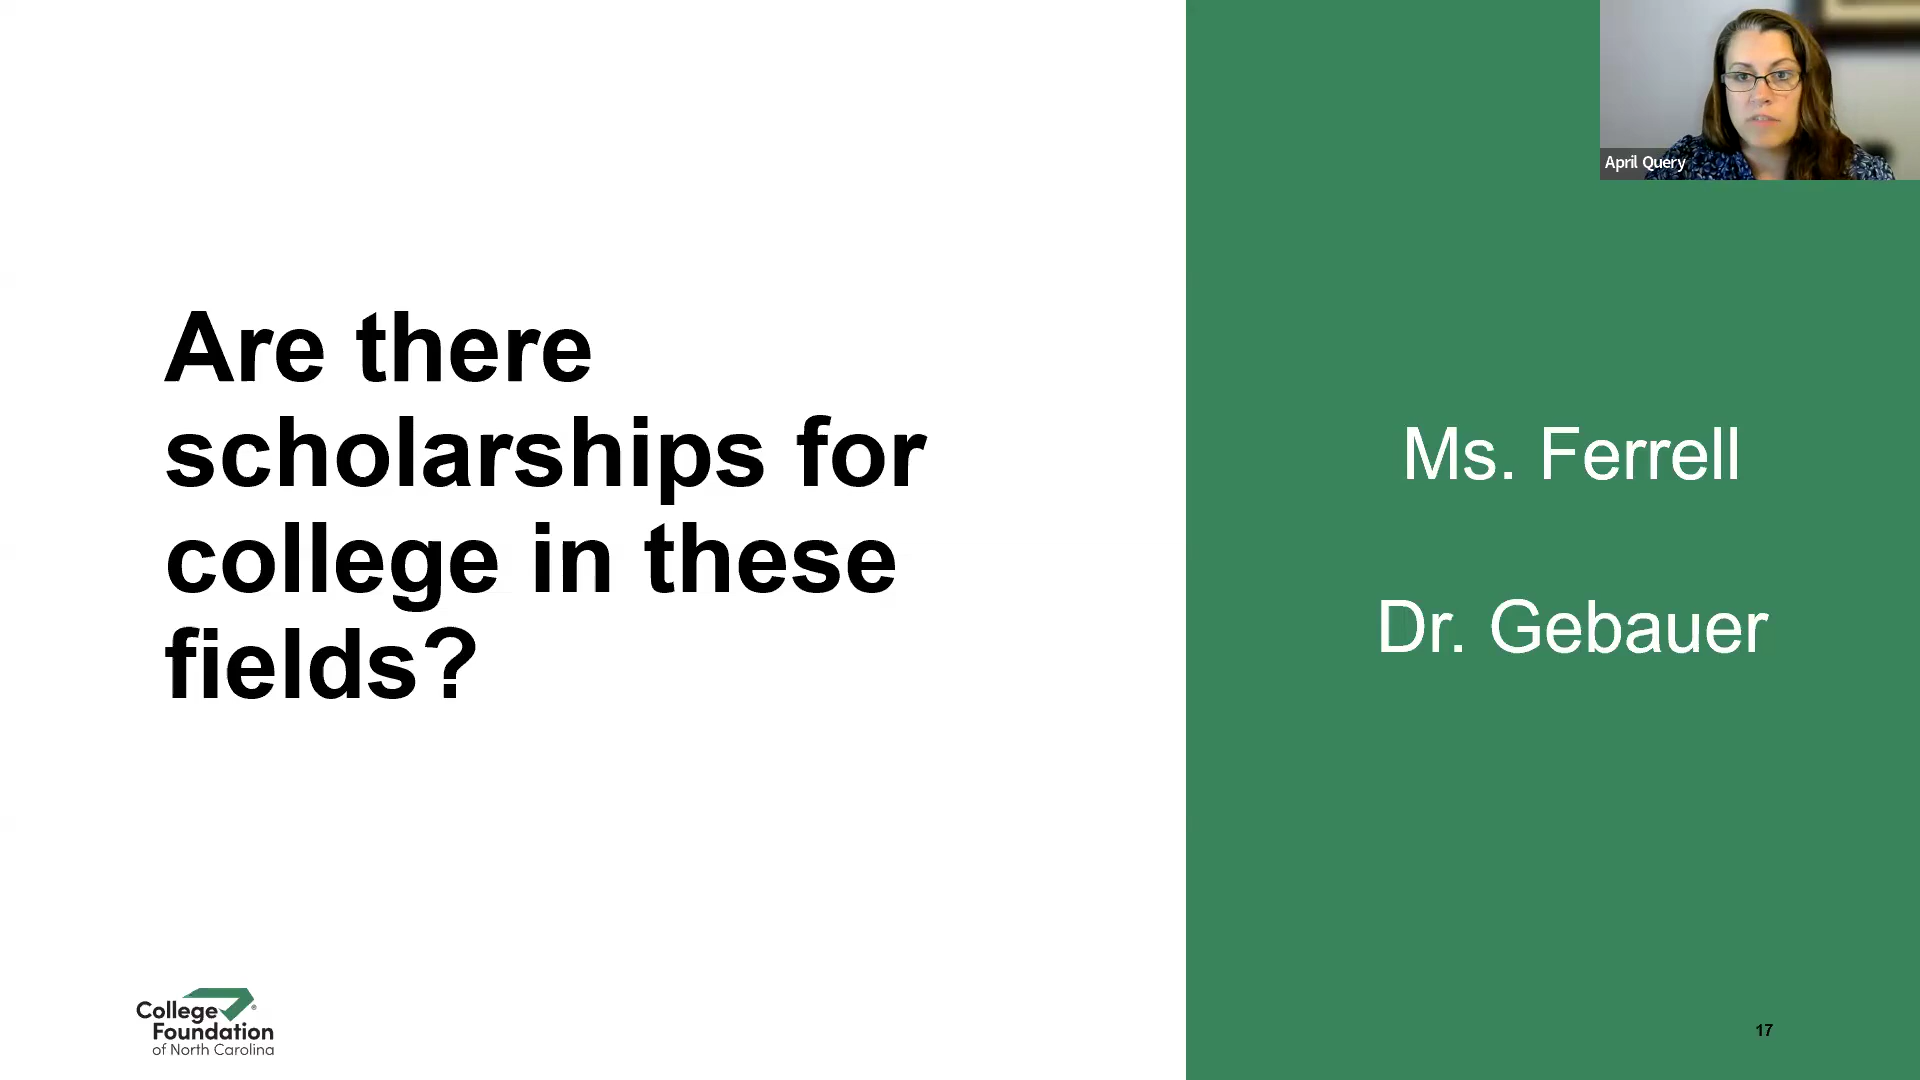 Are there
scholarships for
college in these
fields?
Ms. Ferrell
Dr. Gebauer
April Query
College
Foundation
of North Carolina
17